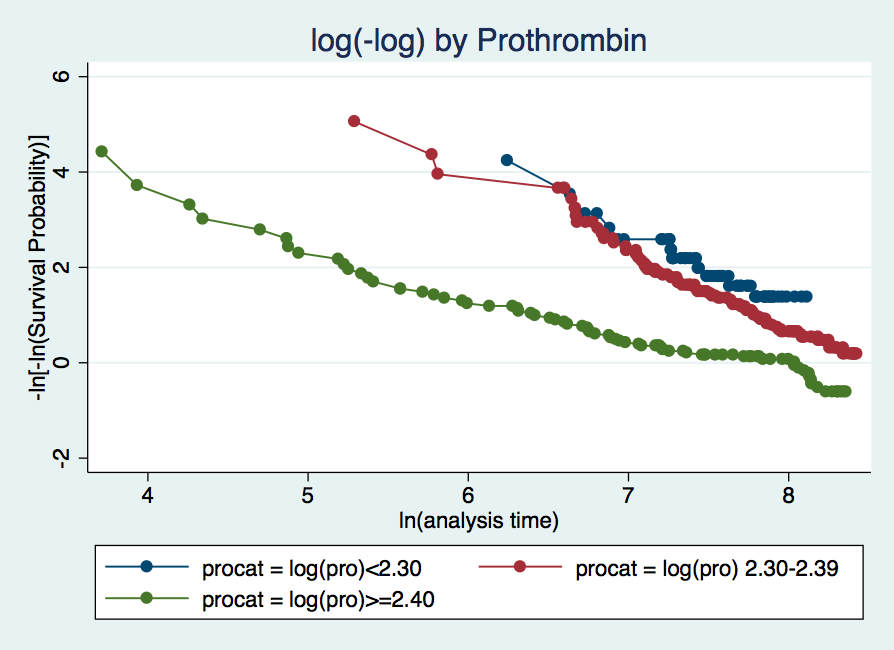 log(-log) by Prothrombin
-ln[-ln(Survival Probability)]
6
4
2
0
-2
4 5 6 7 8
ln(analysis time)
procat = log(pro)<2.30 procat = log(pro) 2.30-2.39
procat = log(pro)>=2.40